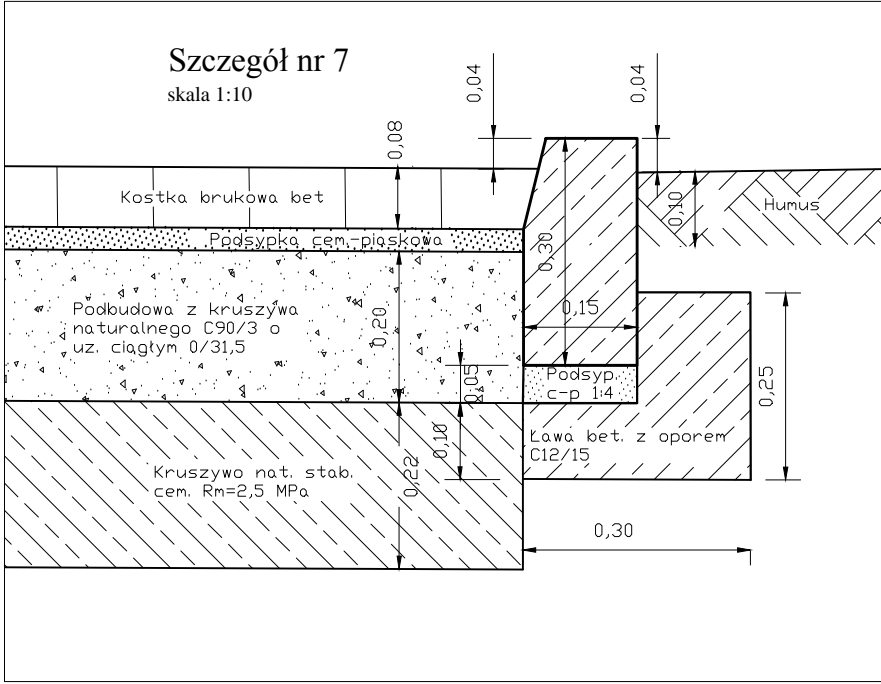 Szczegół nr 7
skala 1:10
0,04
0,04
0,08
Kostka brukowa bet
0,10
Humus
Podsypka cem.-piaskowa
0,30
Podbudowa z kruszywa
naturalnego C90/3 o
uz. ciągłym 0/31,5
0,20
0,15
0,05
Podsyp.
c-p 1:4
0,25
0,10
Ława bet. z oporem
C12/15
Kruszywo nat. stab.
cem. Rm=2,5 MPa
0,22
0,30